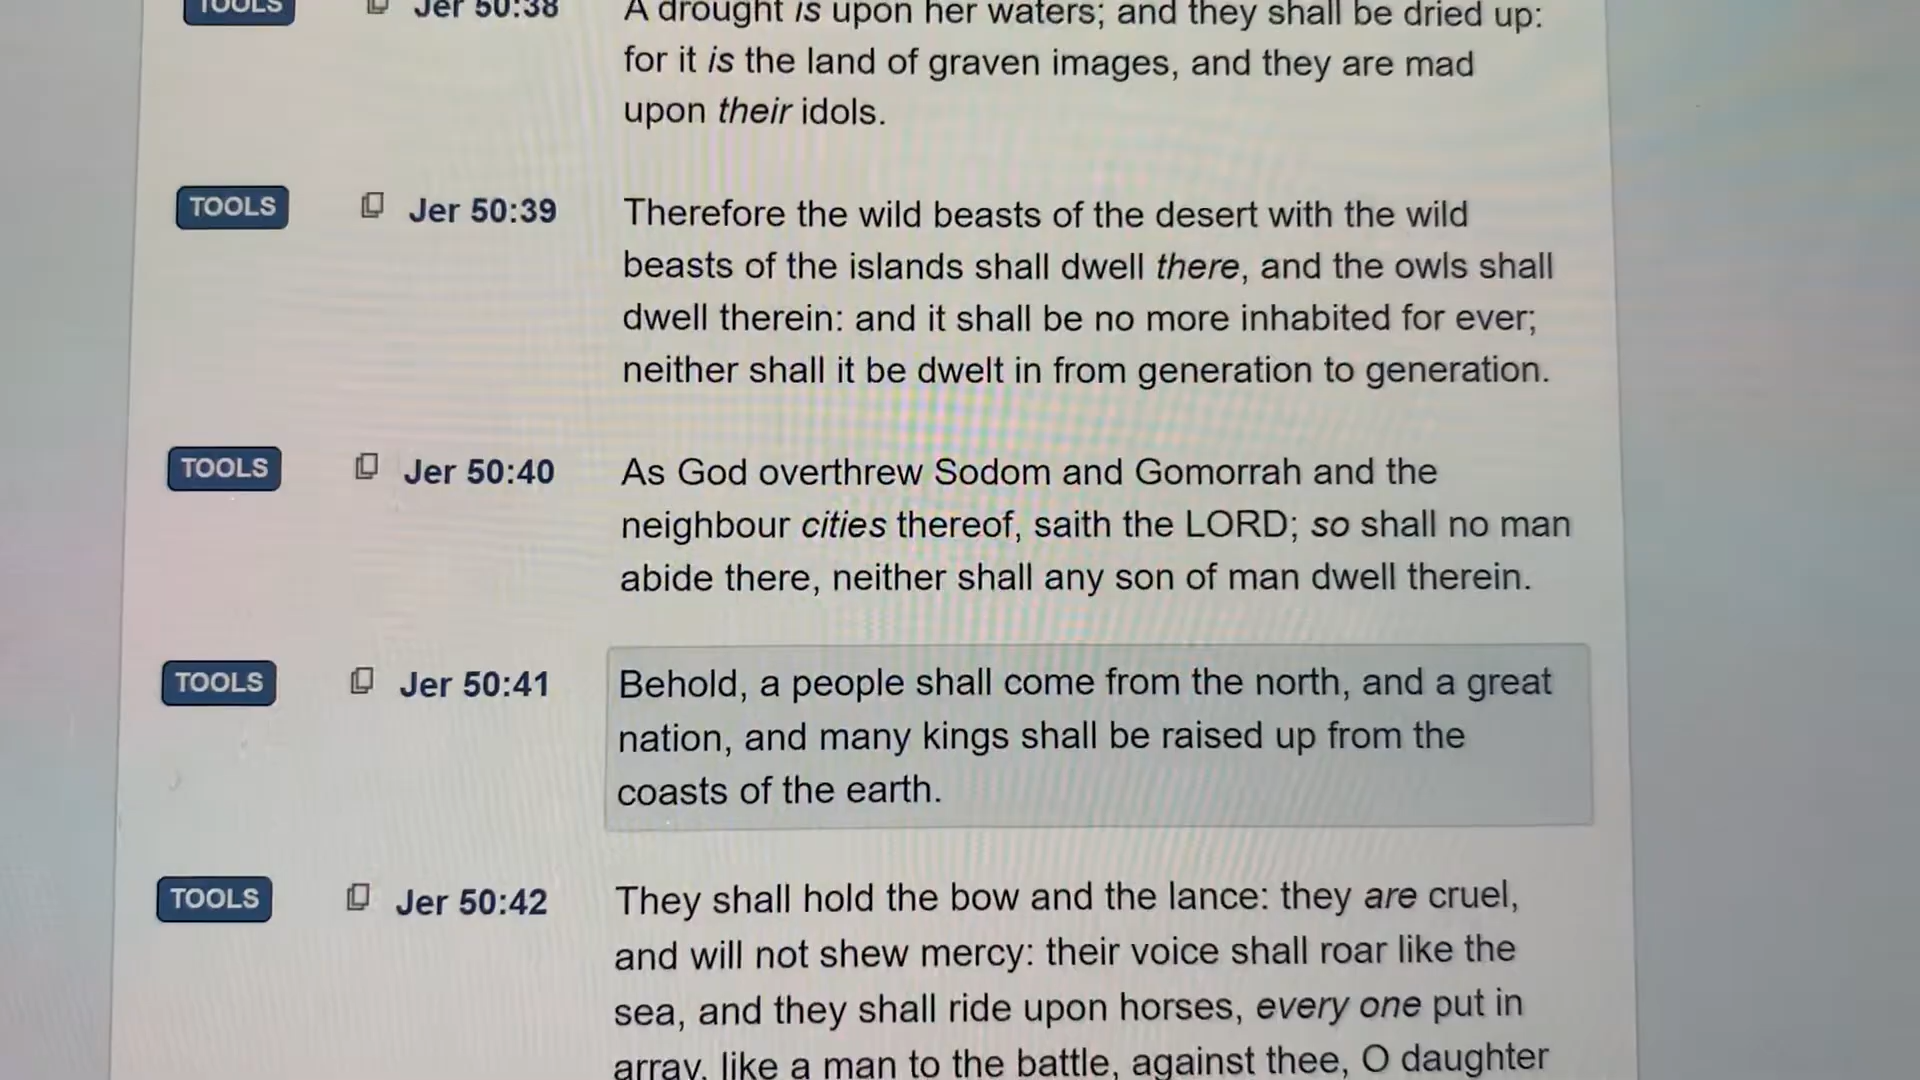 TOOLS Jer 50:38 A drought is upon her waters; and they shall be dried up:
for it is the land of graven images, and they are mad
upon their idols.
TOOLS Jer 50:39 Therefore the wild beasts of the desert with the wild
beasts of the islands shall dwell there, and the owls shall
dwell therein: and it shall be no more inhabited for ever;
neither shall it be dwelt in from generation to generation.
TOOLS Jer 50:40 As God overthrew Sodom and Gomorrah and the
neighbour cities thereof, saith the LORD; so shall no man
abide there, neither shall any son of man dwell therein.
TOOLS Jer 50:41 Behold, a people shall come from the north, and a great
nation, and many kings shall be raised up from the
coasts of the earth.
TOOLS Jer 50:42 They shall hold the bow and the lance: they are cruel,
and will not shew mercy: their voice shall roar like the
sea, and they shall ride upon horses, every one put in
array, like a man to the battle, against thee, O daughter